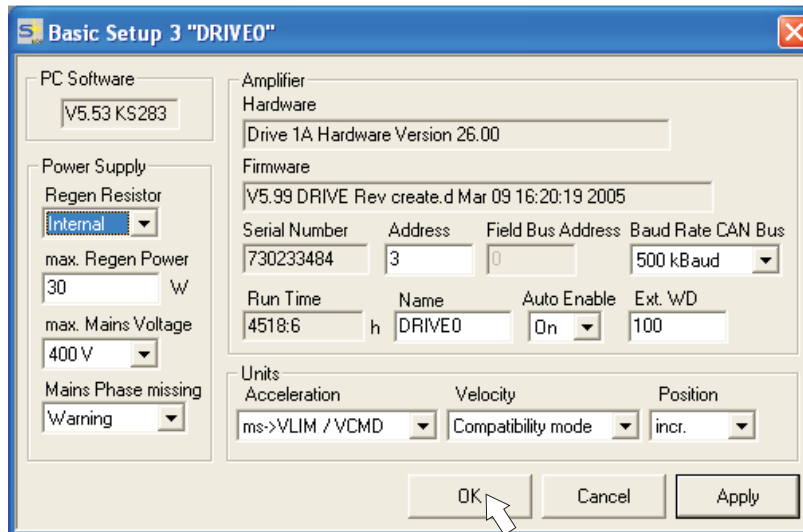 Basic Setup 3 "DRIVE0"
PC Software
V5.53 KS283
Power Supply
Regen Resistor
Internal
max. Regen Power
30 W
max. Mains Voltage
400 V
Mains Phase missing
Warning
Amplifier
Hardware
Drive 1A Hardware Version 26.00
Firmware
V5.99 DRIVE Rev create.d Mar 09 16:20:19 2005
Serial Number Address Field Bus Address Baud Rate CAN Bus
730233484 3 0 500 kBaud
Run Time Name Auto Enable Ext. WD
4518:6 h DRIVE0 On 100
Units
Acceleration Velocity Position
ms->VLIM / VCMD Compatibility mode incr.
OK Cancel Apply